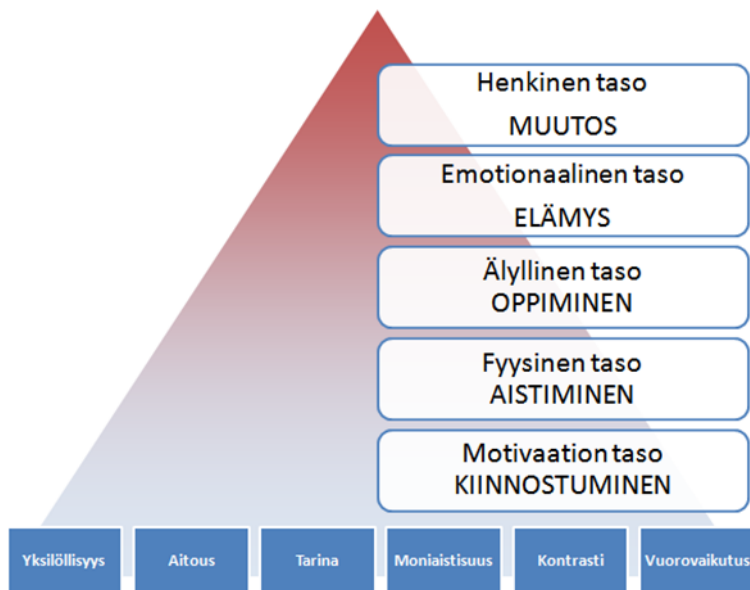 Henkinen taso
MUUTOS
Emotionaalinen taso
ELÄMYS
Älyllinen taso
OPPIMINEN
Fyysinen taso
AISTIMINEN
Motivaation taso
KIINNOSTUMINEN
Yksilöllisyys
Aitous
Tarina
Moniaistisuus
Kontrasti
Vuorovaikutus